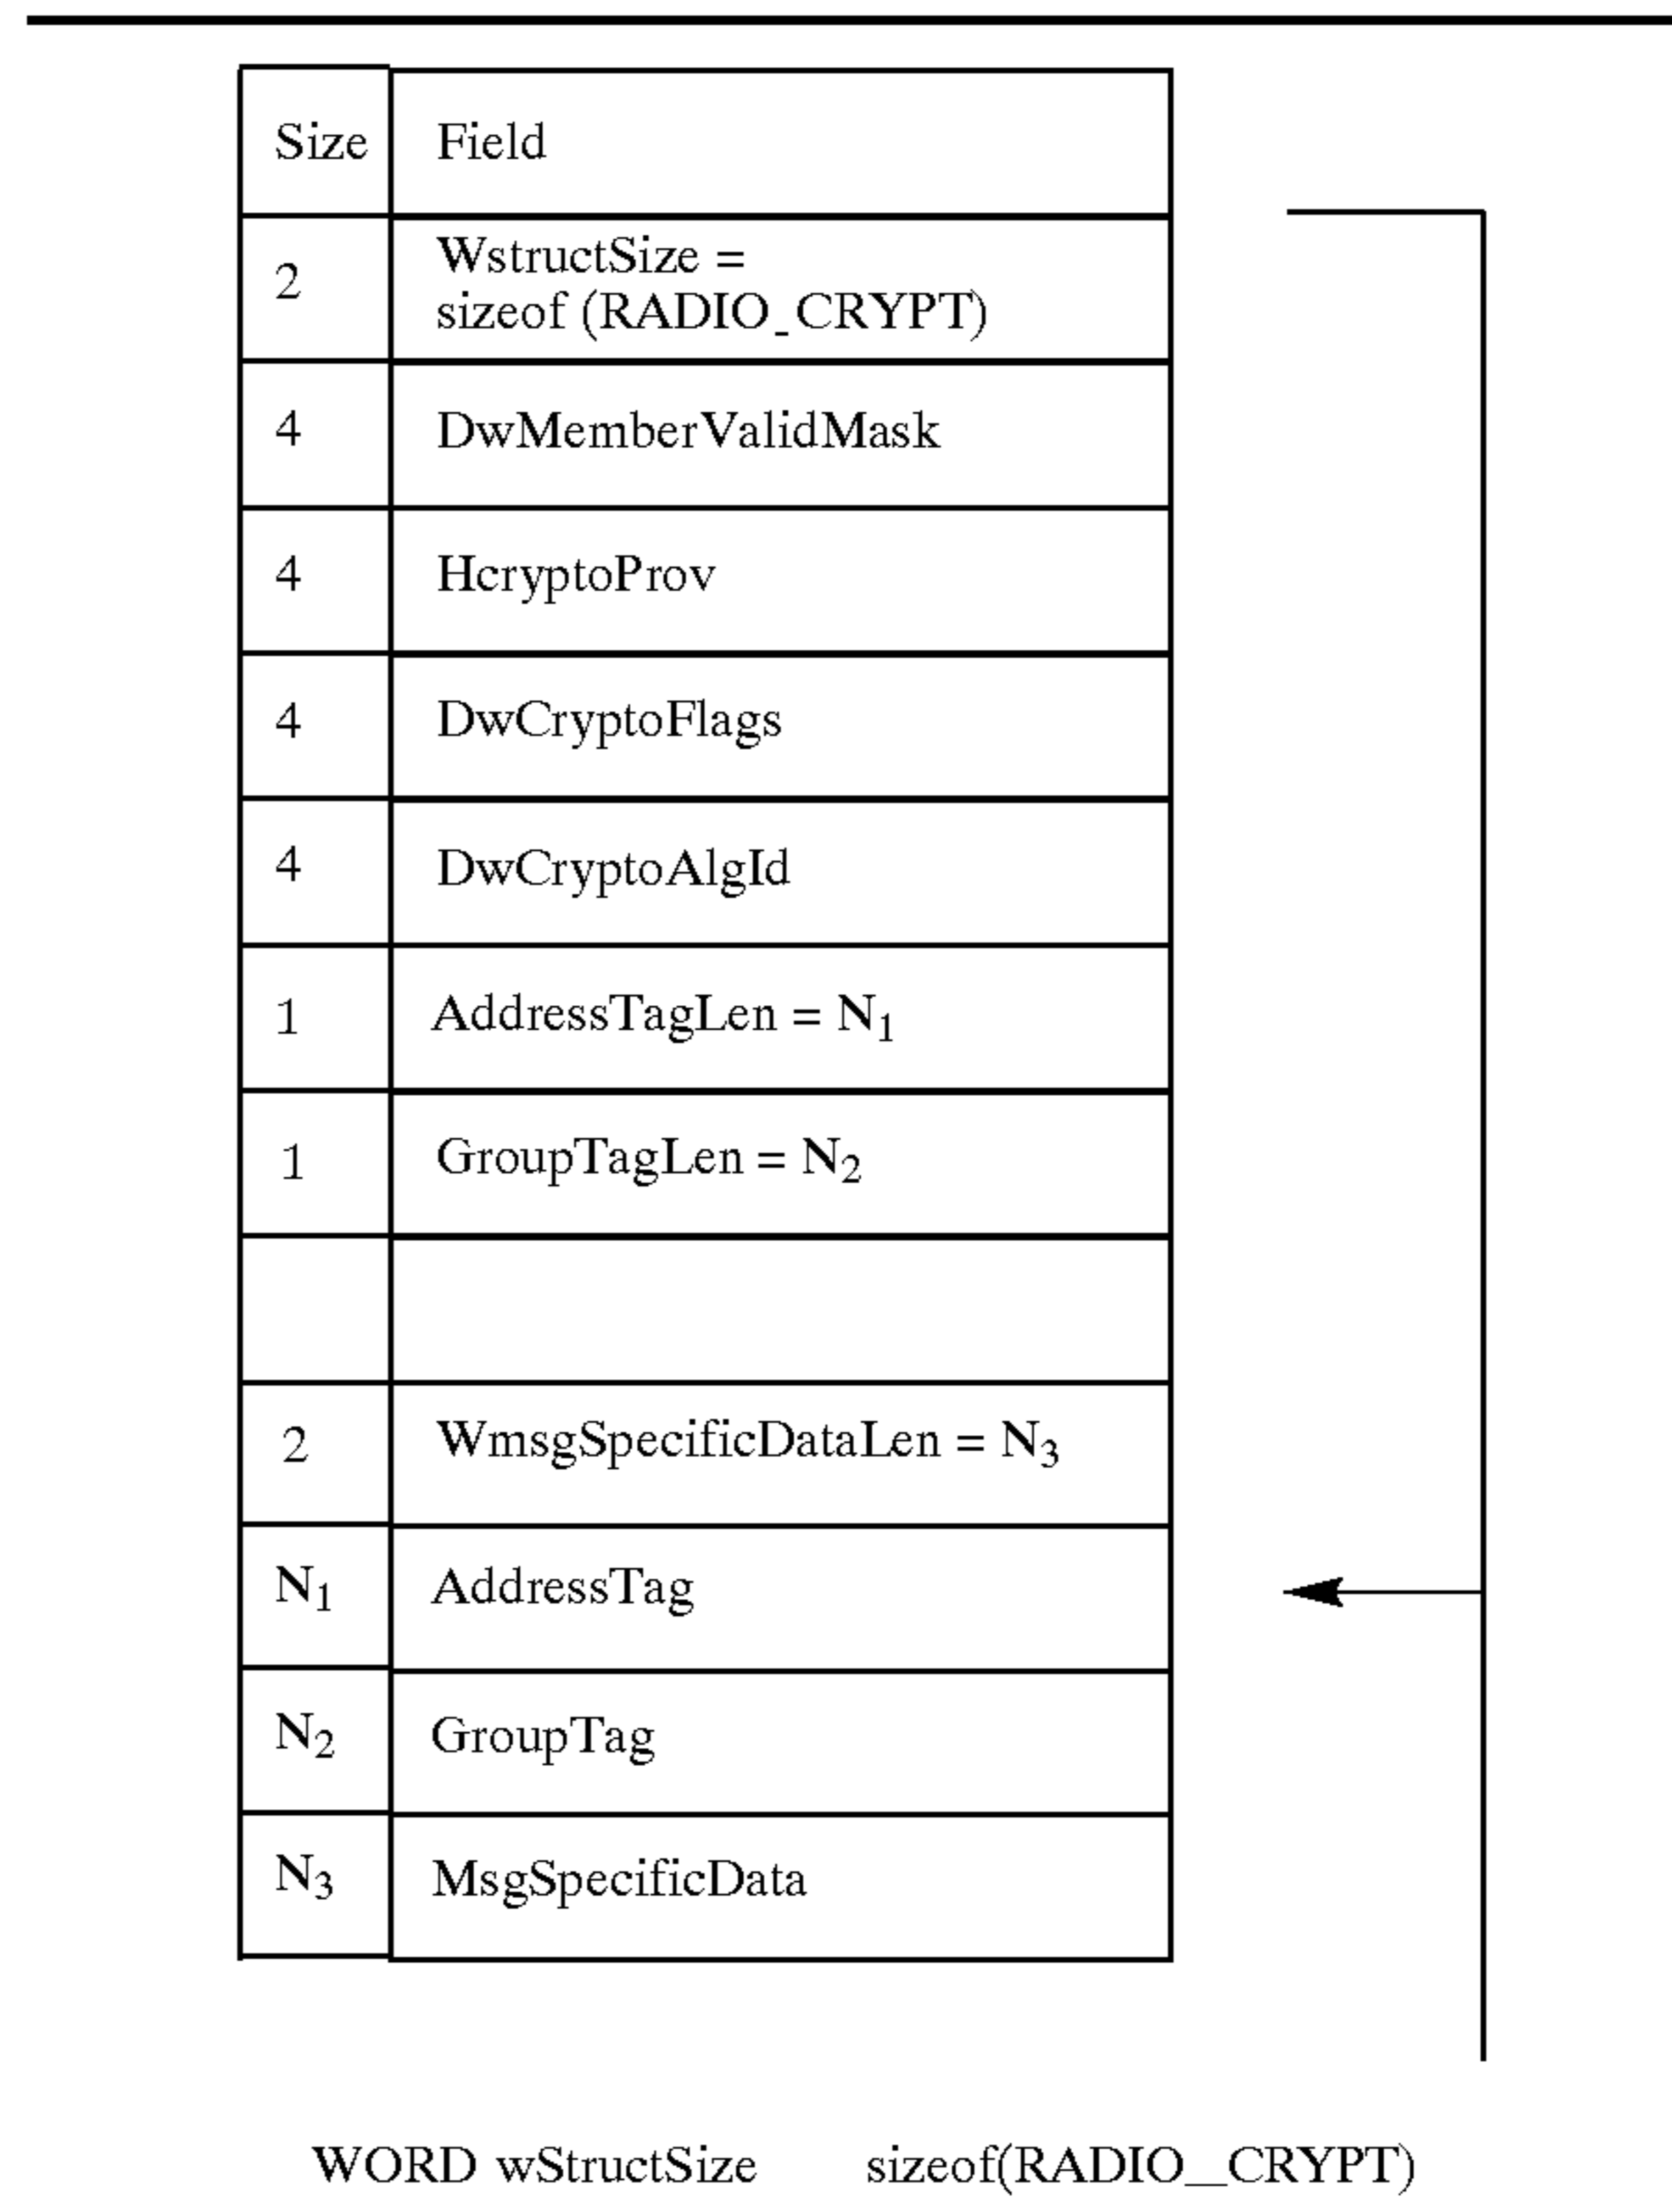 Size Field
2 WstructSize =
sizeof (RADIO_CRYPT)
4 DwMemberValidMask
4 HcryptoProv
4 DwCryptoFlags
4 DwCryptoAlgId
1 AddressTagLen = N₁
1 GroupTagLen = N₂
2 WmsgSpecificDataLen = N₃
N₁ AddressTag
N₂ GroupTag
N₃ MsgSpecificData
WORD wStructSize sizeof(RADIO__CRYPT)